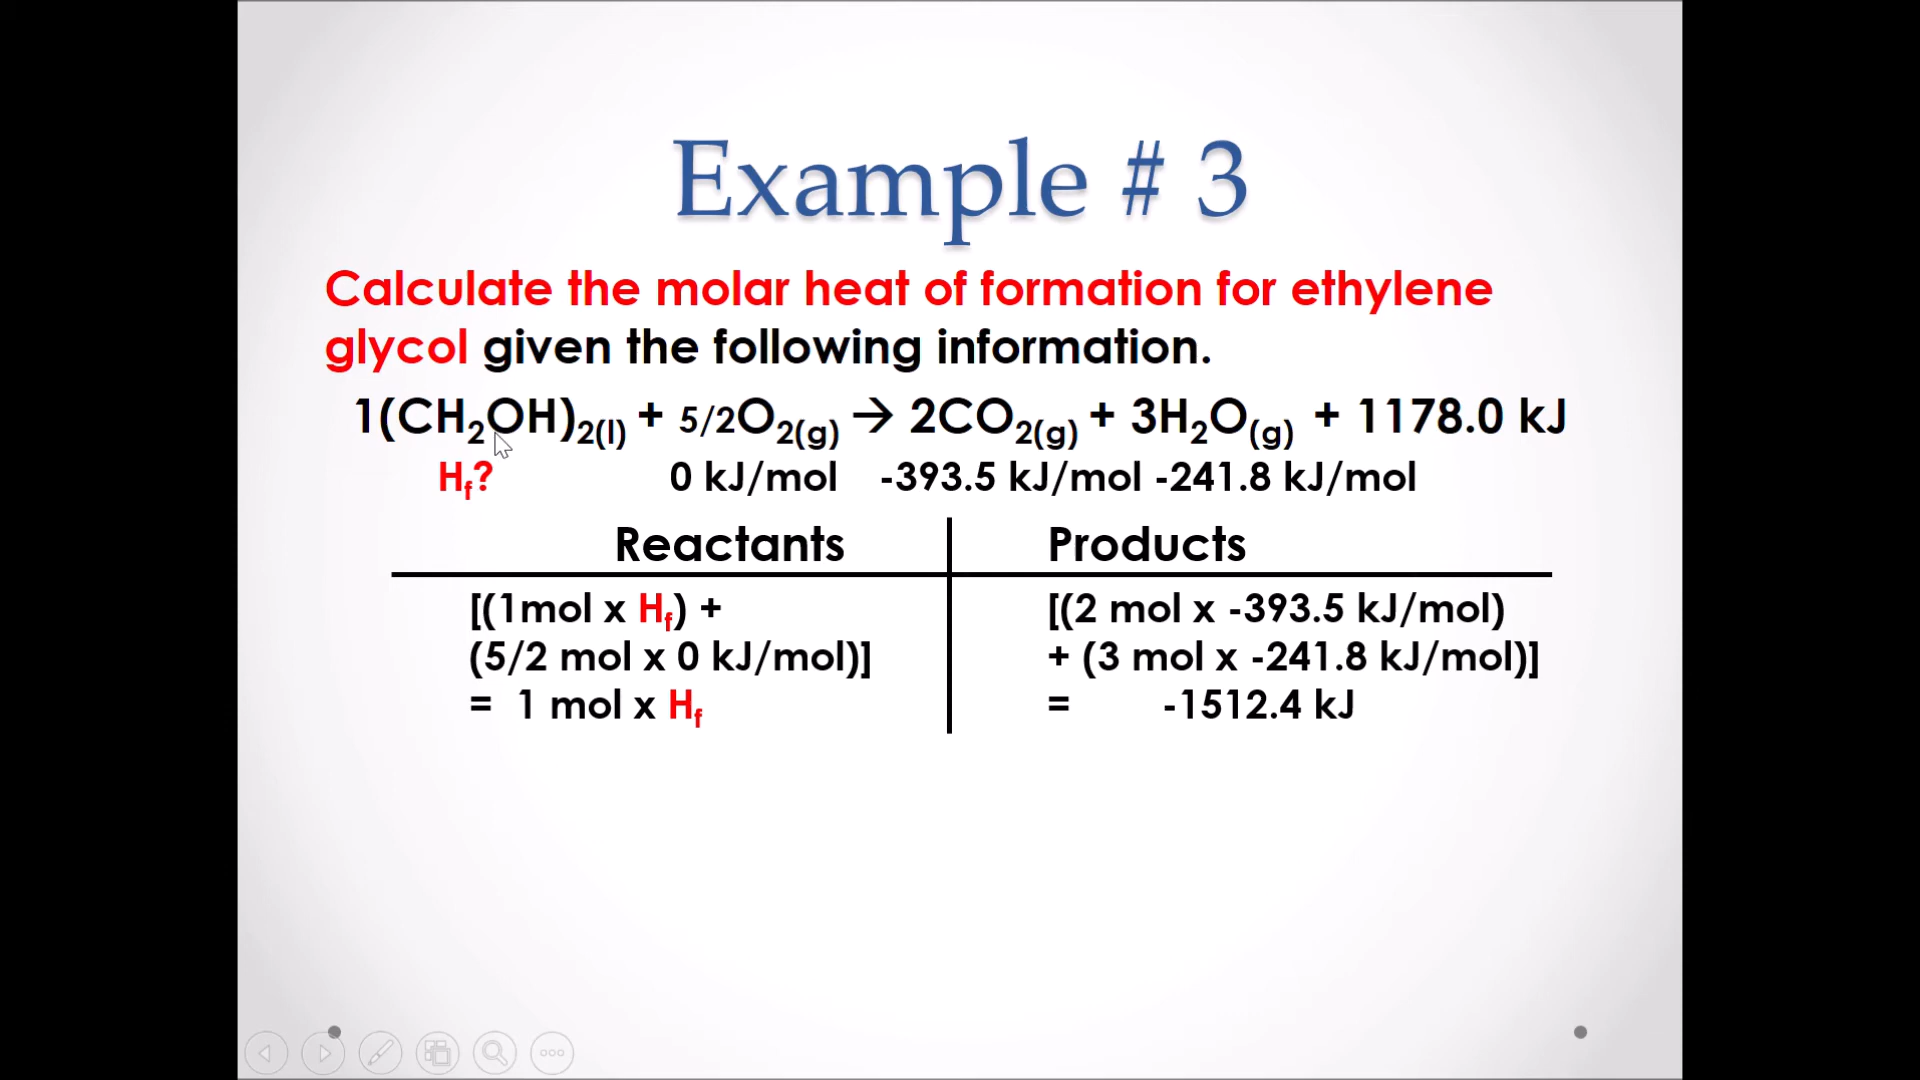 Example # 3
Calculate the molar heat of formation for ethylene
glycol given the following information.
1(CH₂OH)₂₍ₗ₎ + 5/2O₂₍g₎ → 2CO₂₍g₎ + 3H₂O₍g₎ + 1178.0 kJ
Hf? 0 kJ/mol -393.5 kJ/mol -241.8 kJ/mol
Reactants Products
[(1mol x Hf) + [(2 mol x -393.5 kJ/mol)
(5/2 mol x 0 kJ/mol)] + (3 mol x -241.8 kJ/mol)]
= 1 mol x Hf = -1512.4 kJ